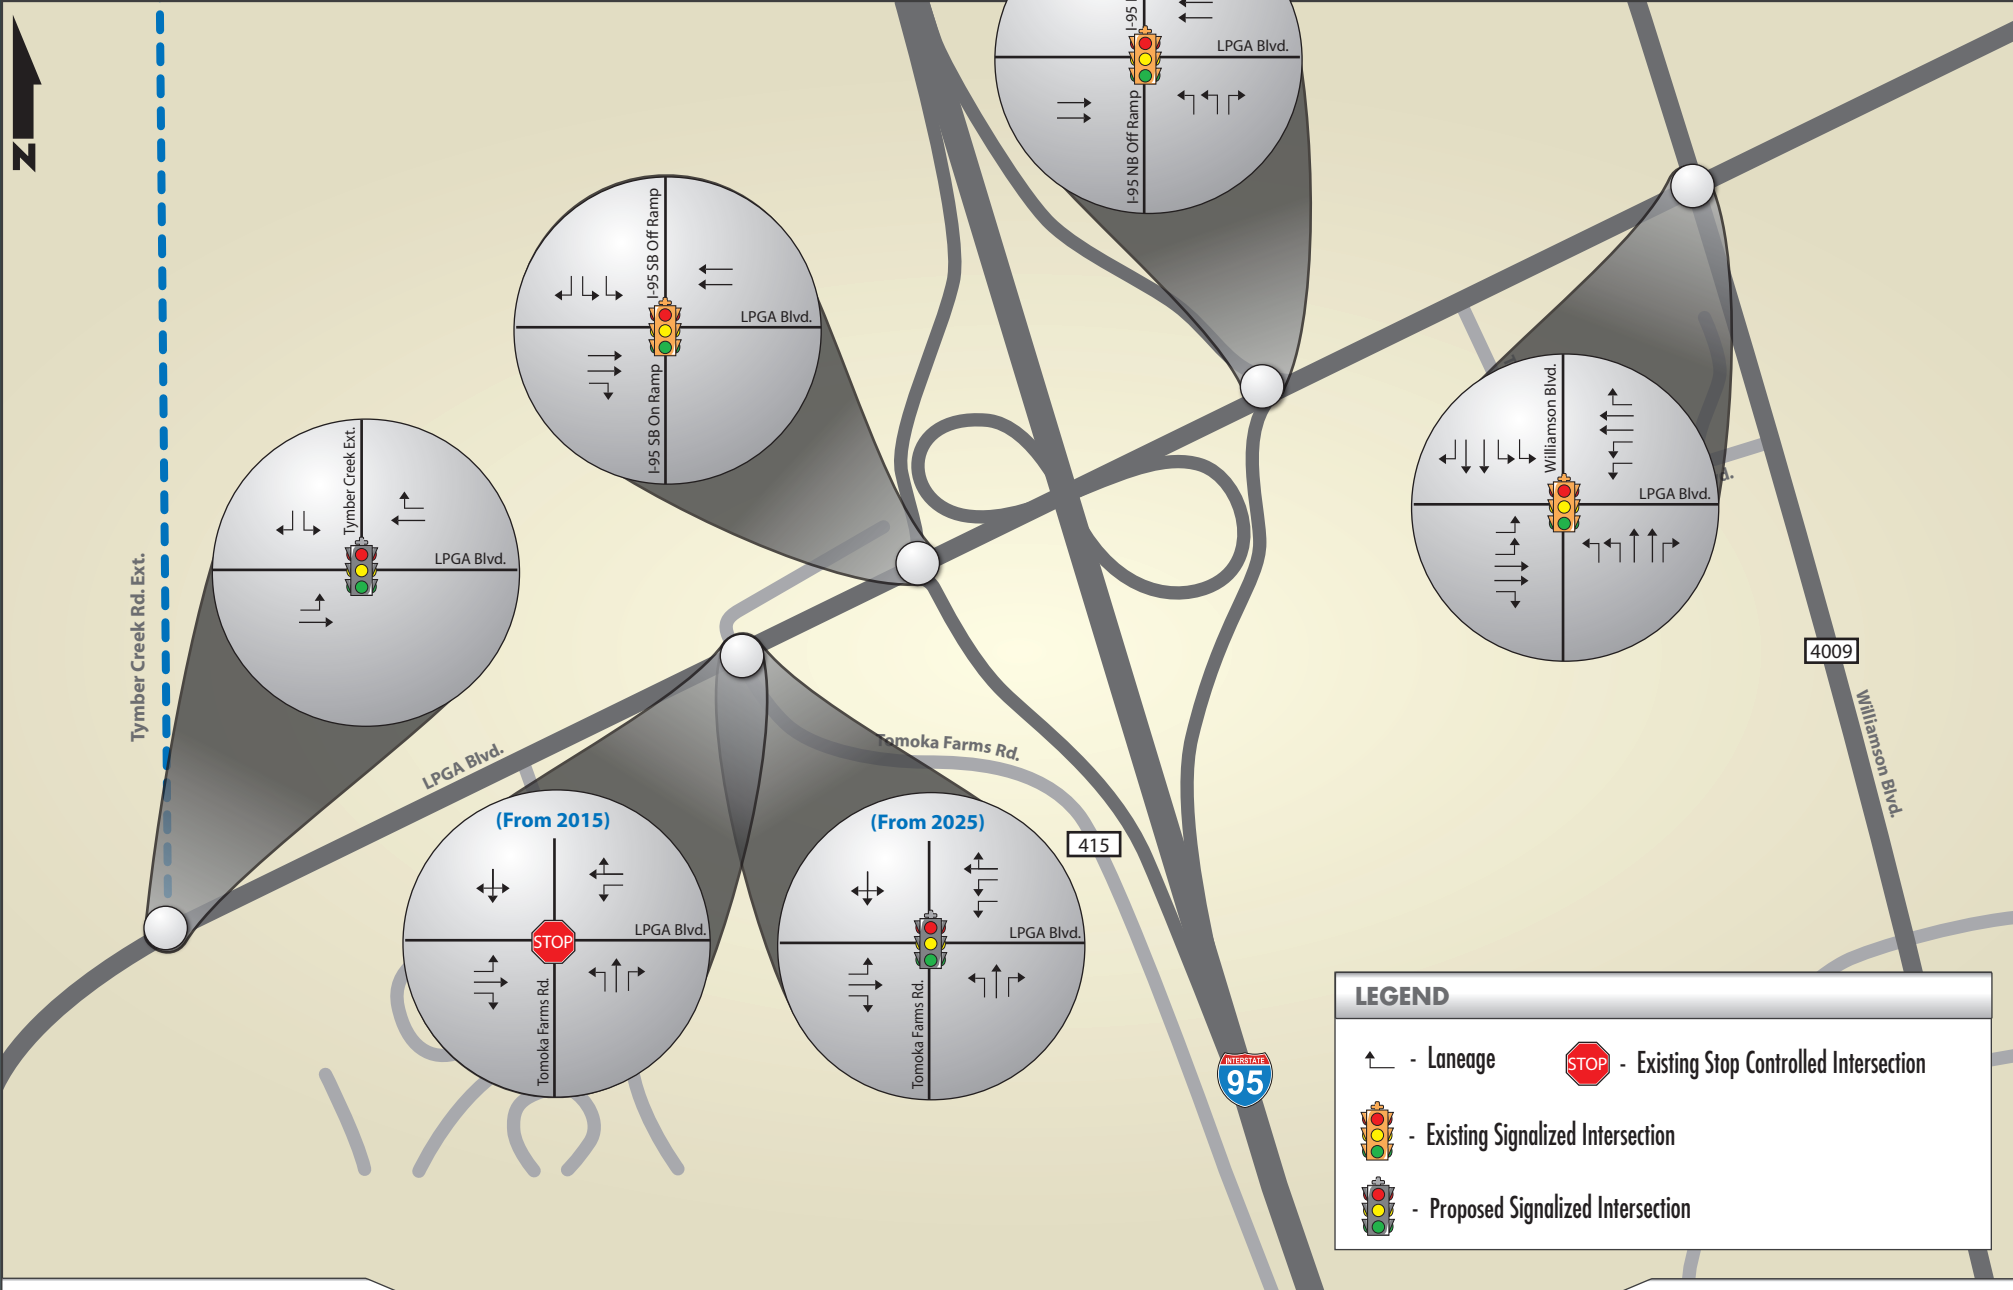 N
I-95
LPGA Blvd.
I-95 NB Off Ramp
I-95 SB Off Ramp
LPGA Blvd.
I-95 SB On Ramp
Williamson Blvd.
LPGA Blvd.
d.
Tymber Creek Ext.
LPGA Blvd.
Tymber Creek Rd. Ext.
4009
Williamson Blvd.
LPGA Blvd.
Tomoka Farms Rd.
415
(From 2015)
LPGA Blvd.
STOP
Tomoka Farms Rd.
(From 2025)
LPGA Blvd.
Tomoka Farms Rd.
INTERSTATE
95
LEGEND
- Laneage
STOP - Existing Stop Controlled Intersection
- Existing Signalized Intersection
- Proposed Signalized Intersection